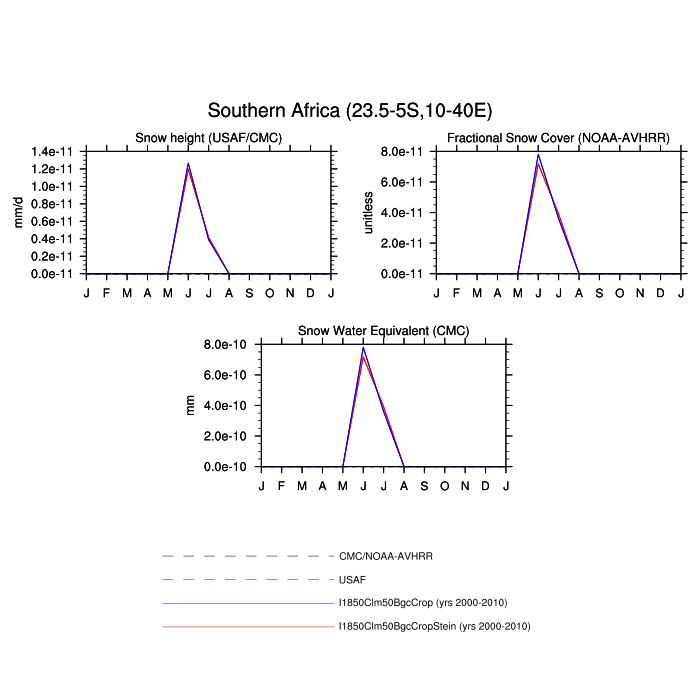 Southern Africa (23.5-5S,10-40E)
Snow height (USAF/CMC)
mm/d
1.4e-11
1.2e-11
1.0e-11
0.8e-11
0.6e-11
0.4e-11
0.2e-11
0.0e-11
J F M A M J J A S O N D J
Fractional Snow Cover (NOAA-AVHRR)
unitless
8.0e-11
6.0e-11
4.0e-11
2.0e-11
0.0e-11
J F M A M J J A S O N D J
Snow Water Equivalent (CMC)
mm
8.0e-10
6.0e-10
4.0e-10
2.0e-10
0.0e-10
J F M A M J J A S O N D J
CMC/NOAA-AVHRR
USAF
I1850Clm50BgcCrop (yrs 2000-2010)
I1850Clm50BgcCropStein (yrs 2000-2010)